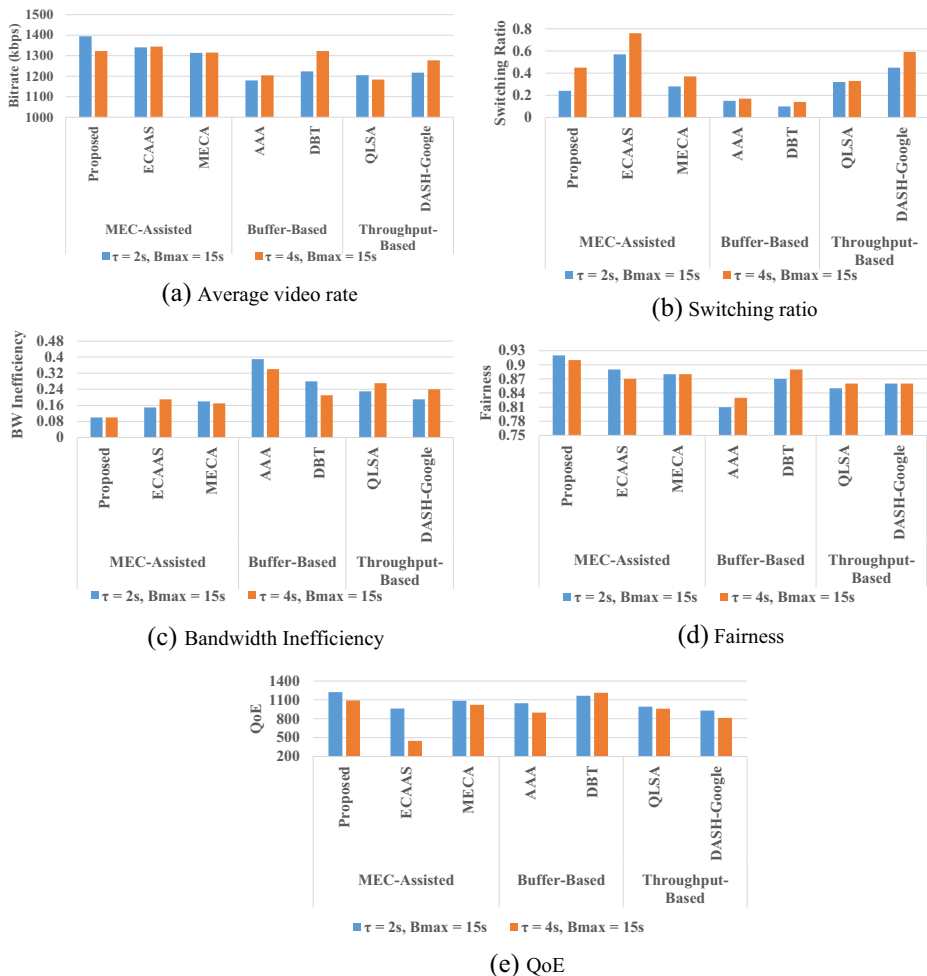 1500
1400
1300
1200
1100
1000
Bitrate (kbps)
Proposed
ECAAS
MECA
AAA
DBT
QLSA
DASH-Google
MEC-Assisted
Buffer-Based
Throughput-
Based
τ = 2s, Bmax = 15s
τ = 4s, Bmax = 15s
(a) Average video rate
0.8
0.6
0.4
0.2
0
Switching Ratio
Proposed
ECAAS
MECA
AAA
DBT
QLSA
DASH-Google
MEC-Assisted
Buffer-Based
Throughput-
Based
τ = 2s, Bmax = 15s
τ = 4s, Bmax = 15s
(b) Switching ratio
0.48
0.4
0.32
0.24
0.16
0.08
0
BW Inefficiency
Proposed
ECAAS
MECA
AAA
DBT
QLSA
DASH-Google
MEC-Assisted
Buffer-Based
Throughput-
Based
τ = 2s, Bmax = 15s
τ = 4s, Bmax = 15s
(c) Bandwidth Inefficiency
0.93
0.9
0.87
0.84
0.81
0.78
0.75
Fairness
Proposed
ECAAS
MECA
AAA
DBT
QLSA
DASH-Google
MEC-Assisted
Buffer-Based
Throughput-
Based
τ = 2s, Bmax = 15s
τ = 4s, Bmax = 15s
(d) Fairness
1400
1100
800
500
200
QoE
Proposed
ECAAS
MECA
AAA
DBT
QLSA
DASH-Google
MEC-Assisted
Buffer-Based
Throughput-
Based
τ = 2s, Bmax = 15s
τ = 4s, Bmax = 15s
(e) QoE